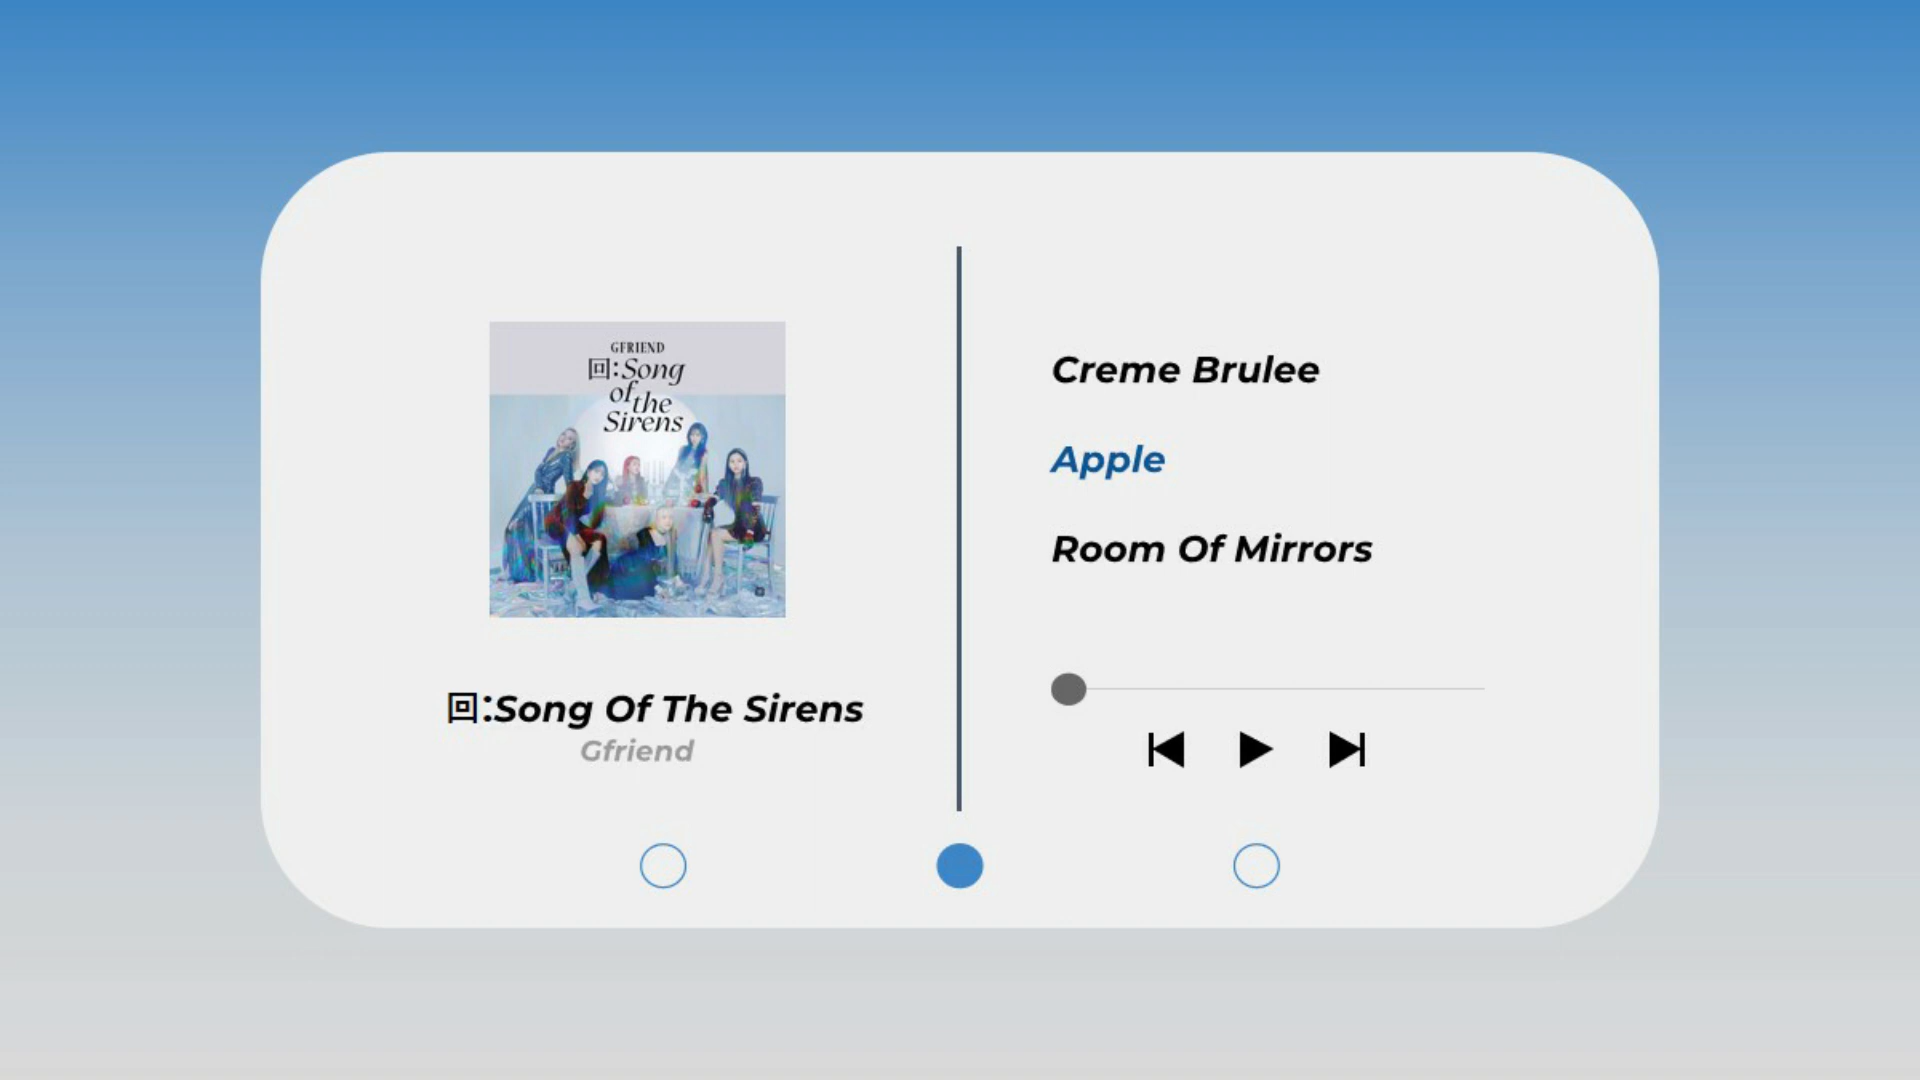 GFRIEND
回:Song
of the
Sirens
回:Song Of The Sirens
Gfriend
Creme Brulee
Apple
Room Of Mirrors